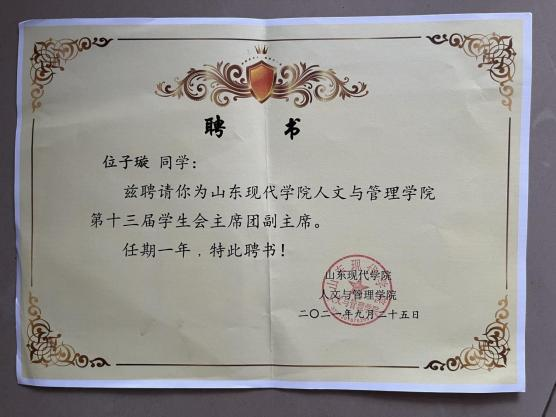 聘 书
位子璇 同学：
兹聘请你为山东现代学院人文与管理学院
第十三届学生会主席团副主席。
任期一年，特此聘书！
山东现代学院
人文与管理学院
二〇二一年九月二十五日